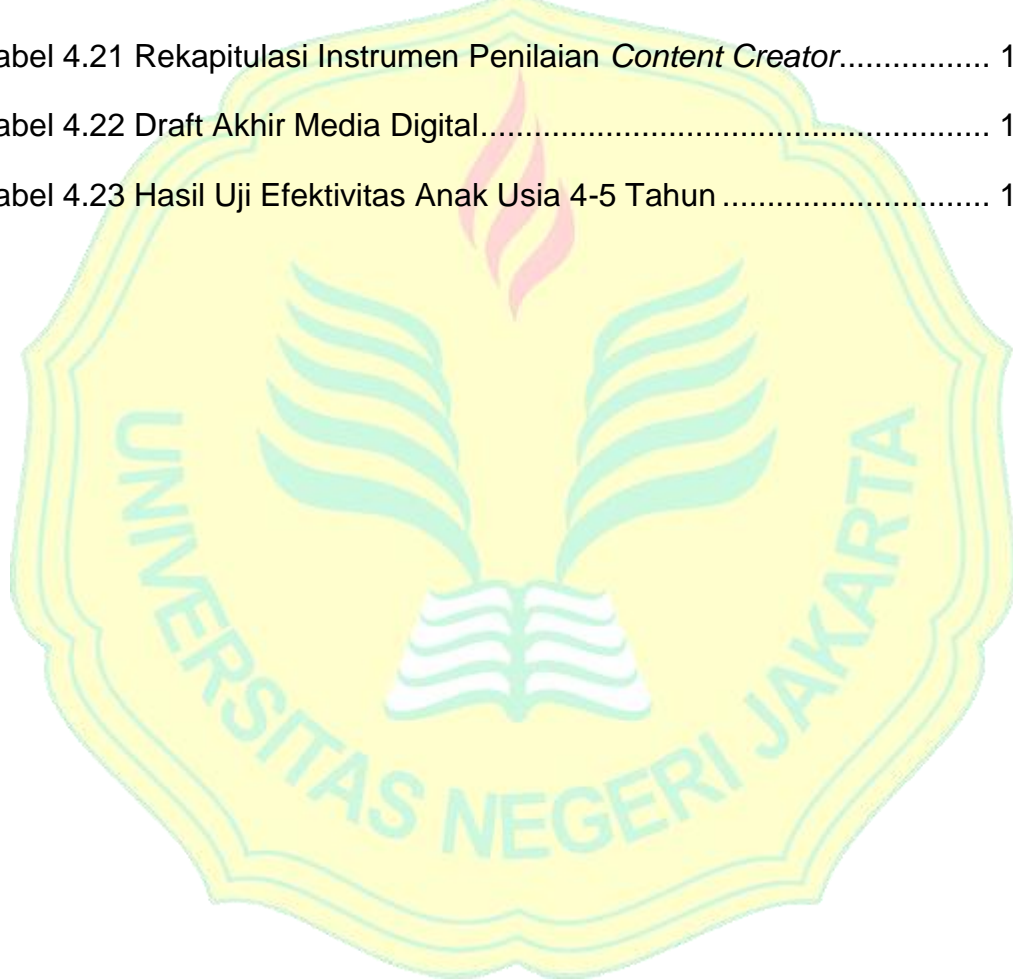 abel 4.21 Rekapitulasi Instrumen Penilaian Content Creator................. 1
abel 4.22 Draft Akhir Media Digital.......................................................... 1
abel 4.23 Hasil Uji Efektivitas Anak Usia 4-5 Tahun .............................. 1
UNIVERSITAS NEGERI JAKARTA